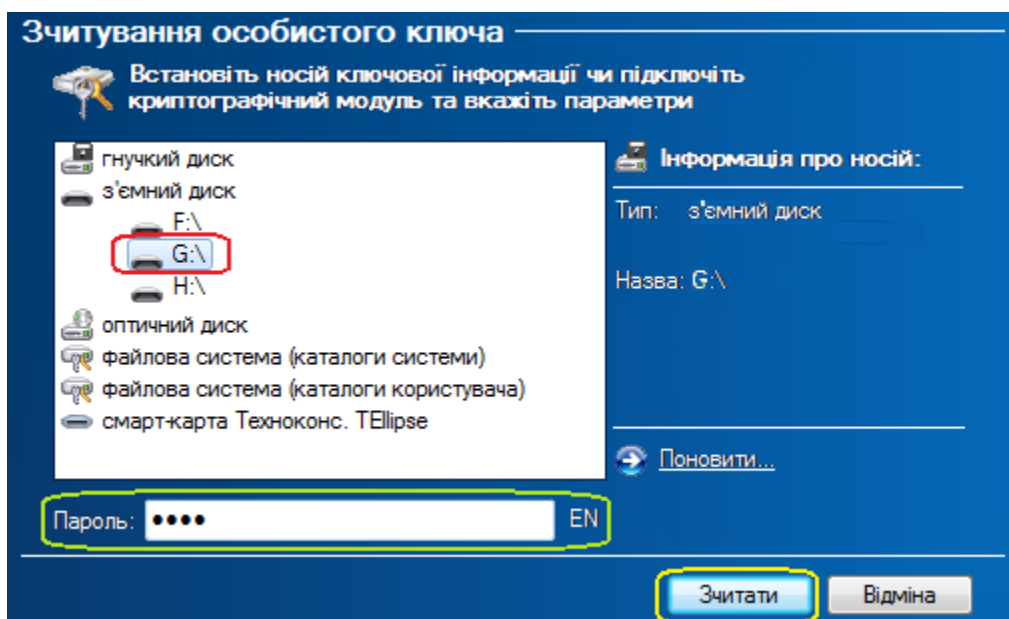 Зчитування особистого ключа
Встановіть носій ключової інформації чи підключіть
криптографічний модуль та вкажіть параметри
гнучкий диск
з'ємний диск
F:\
G:\
H:\
оптичний диск
файлова система (каталоги системи)
файлова система (каталоги користувача)
смарт-карта Техноконс. TEllipse
Інформація про носій:
Тип: з'ємний диск
Назва: G:\
Поновити...
Пароль: •••• EN
Зчитати Відміна